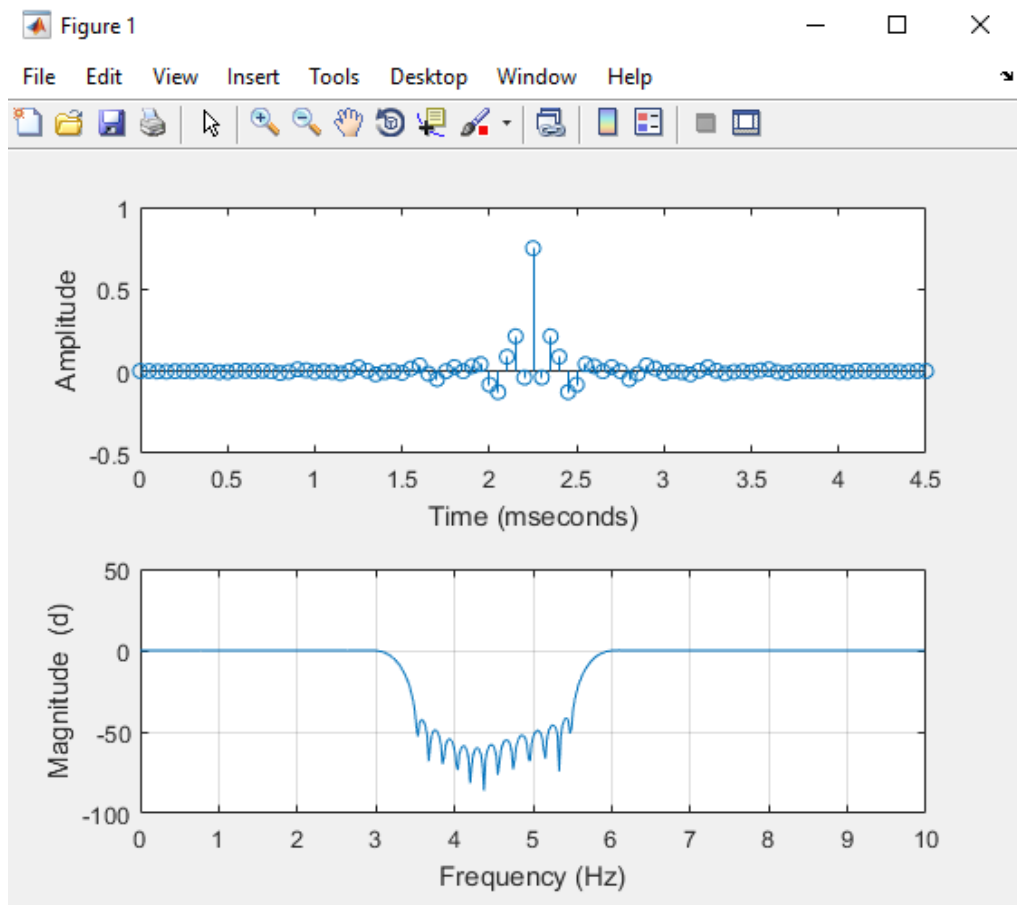 Figure 1
File Edit View Insert Tools Desktop Window Help
1
0.5
0
-0.5
Amplitude
0 0.5 1 1.5 2 2.5 3 3.5 4 4.5
Time (mseconds)
50
0
-50
-100
Magnitude (d)
0 1 2 3 4 5 6 7 8 9 10
Frequency (Hz)